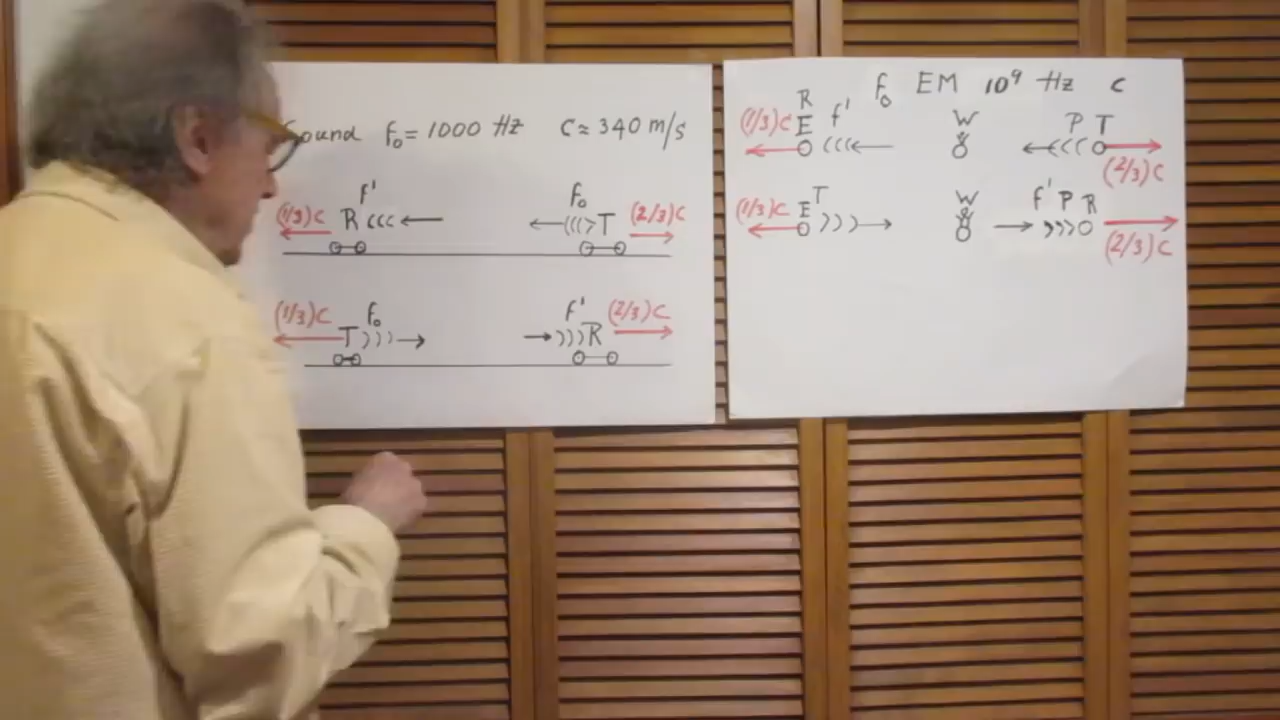 Sound f₀ = 1000 Hz C ≈ 340 m/s
f' f₀
(1/3)C R T (2/3)C
(1/3)C f₀ f' (2/3)C
T R
f₀ EM 10⁹ Hz C
R
(1/3)C E f' W P T
(2/3)C
T
(1/3)C E W f' P R
(2/3)C